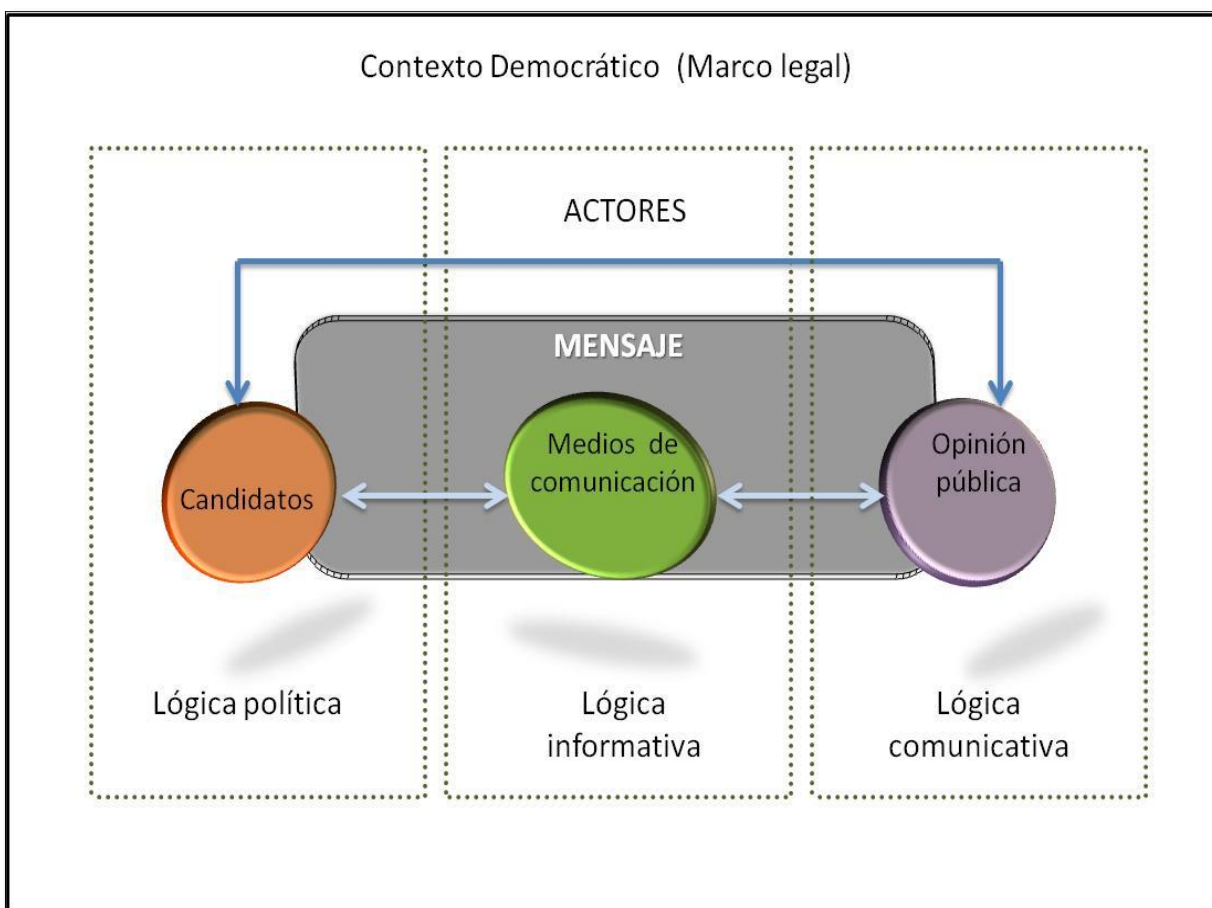 Contexto Democrático (Marco legal)
ACTORES
MENSAJE
Candidatos
Medios de
comunicación
Opinión
pública
Lógica política
Lógica
informativa
Lógica
comunicativa